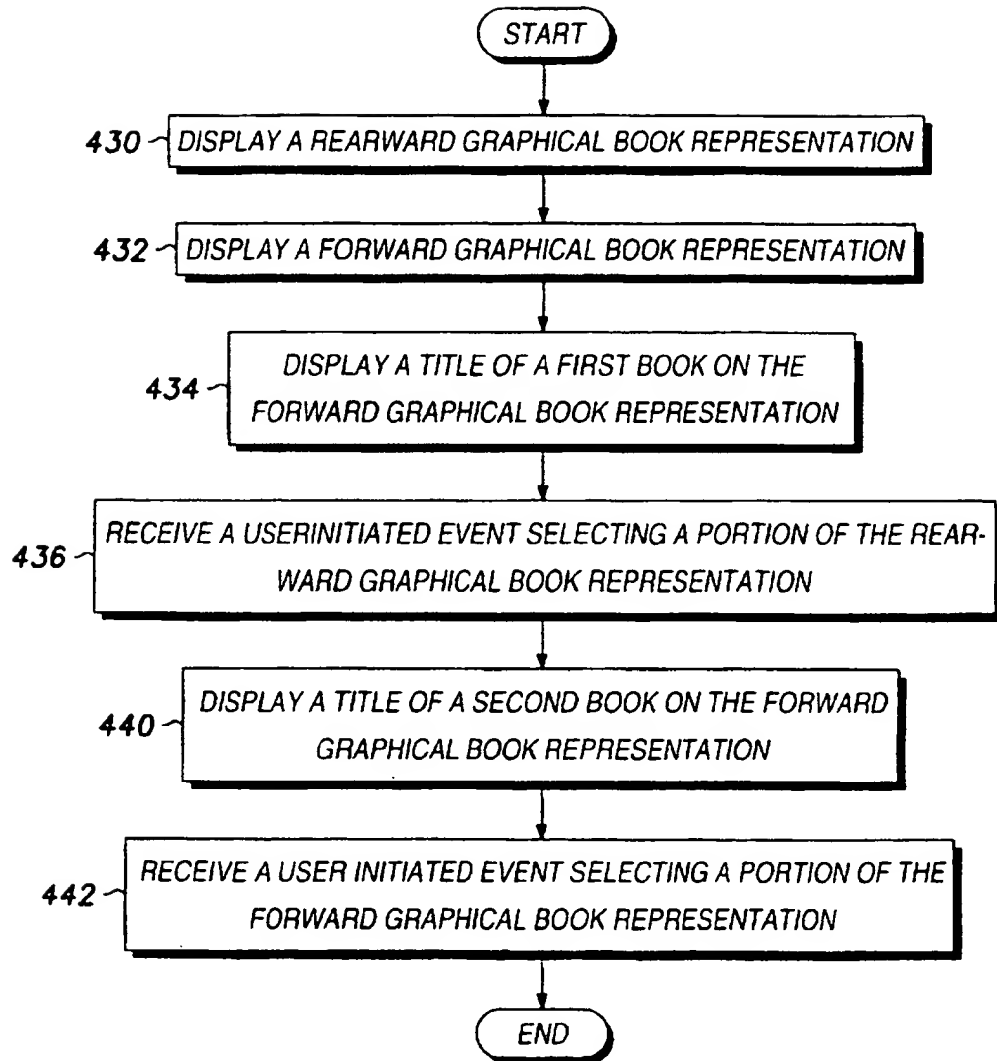 START
430 DISPLAY A REARWARD GRAPHICAL BOOK REPRESENTATION
432 DISPLAY A FORWARD GRAPHICAL BOOK REPRESENTATION
434 DISPLAY A TITLE OF A FIRST BOOK ON THE
FORWARD GRAPHICAL BOOK REPRESENTATION
436 RECEIVE A USERINITIATED EVENT SELECTING A PORTION OF THE REAR-
WARD GRAPHICAL BOOK REPRESENTATION
440 DISPLAY A TITLE OF A SECOND BOOK ON THE FORWARD
GRAPHICAL BOOK REPRESENTATION
442 RECEIVE A USER INITIATED EVENT SELECTING A PORTION OF THE
FORWARD GRAPHICAL BOOK REPRESENTATION
END